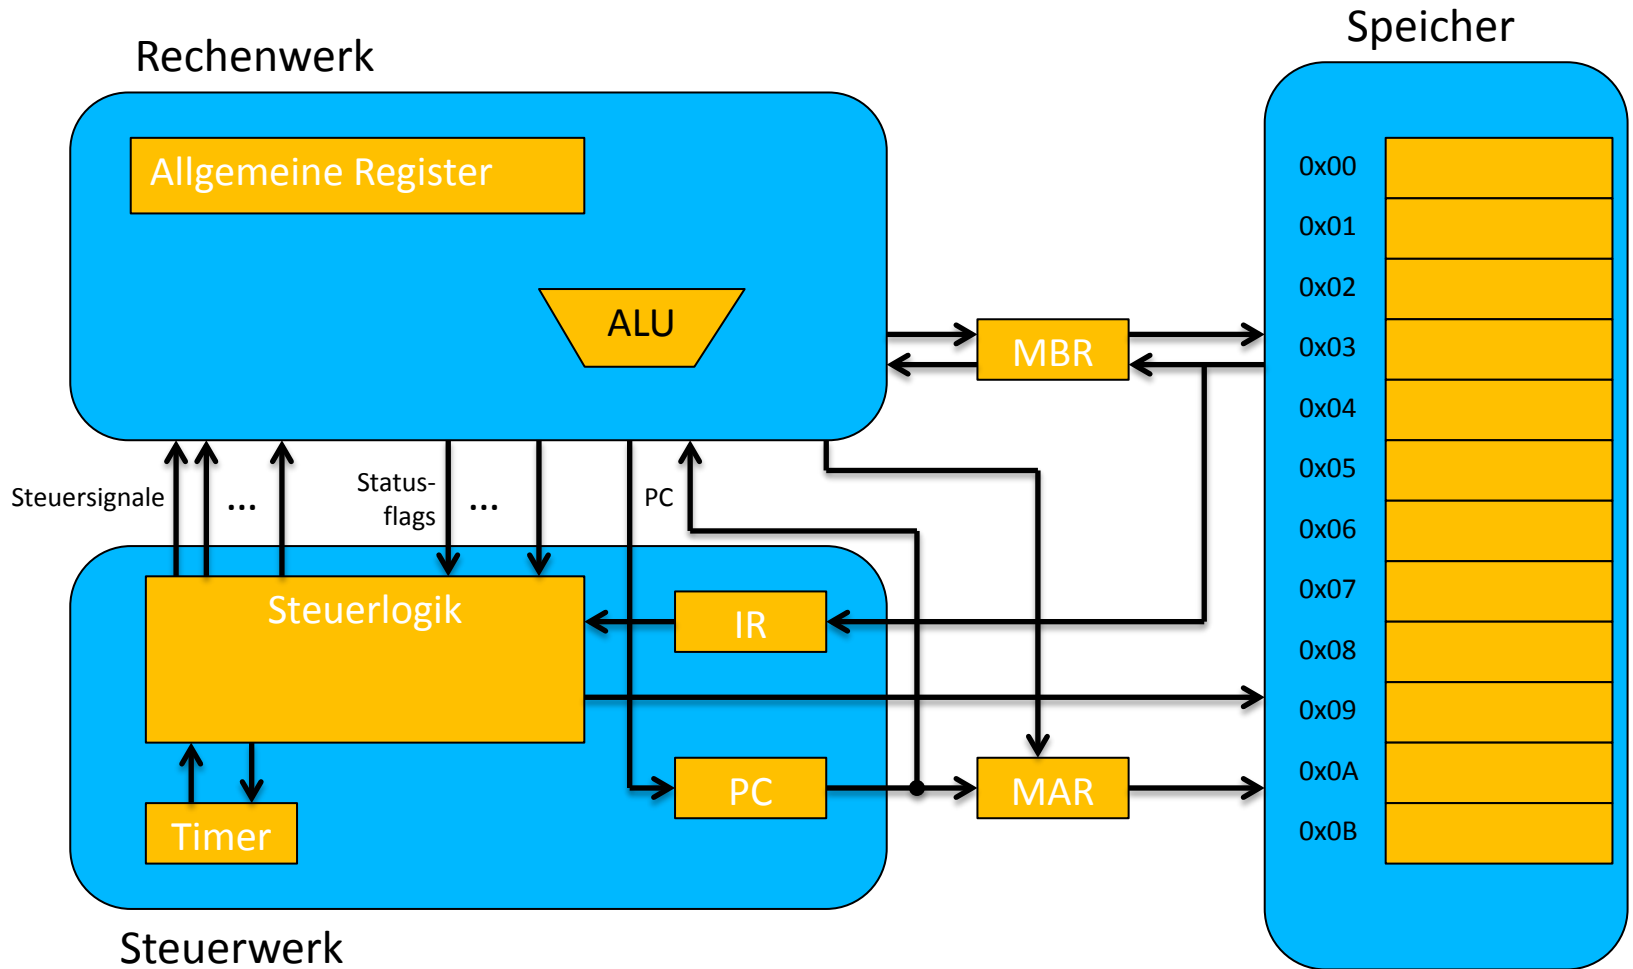 Speicher
Rechenwerk
Allgemeine Register
ALU
MBR
0x00
0x01
0x02
0x03
0x04
0x05
0x06
0x07
0x08
0x09
0x0A
0x0B
Steuersignale
...
Status-
flags
...
PC
Steuerlogik
IR
PC
MAR
Timer
Steuerwerk